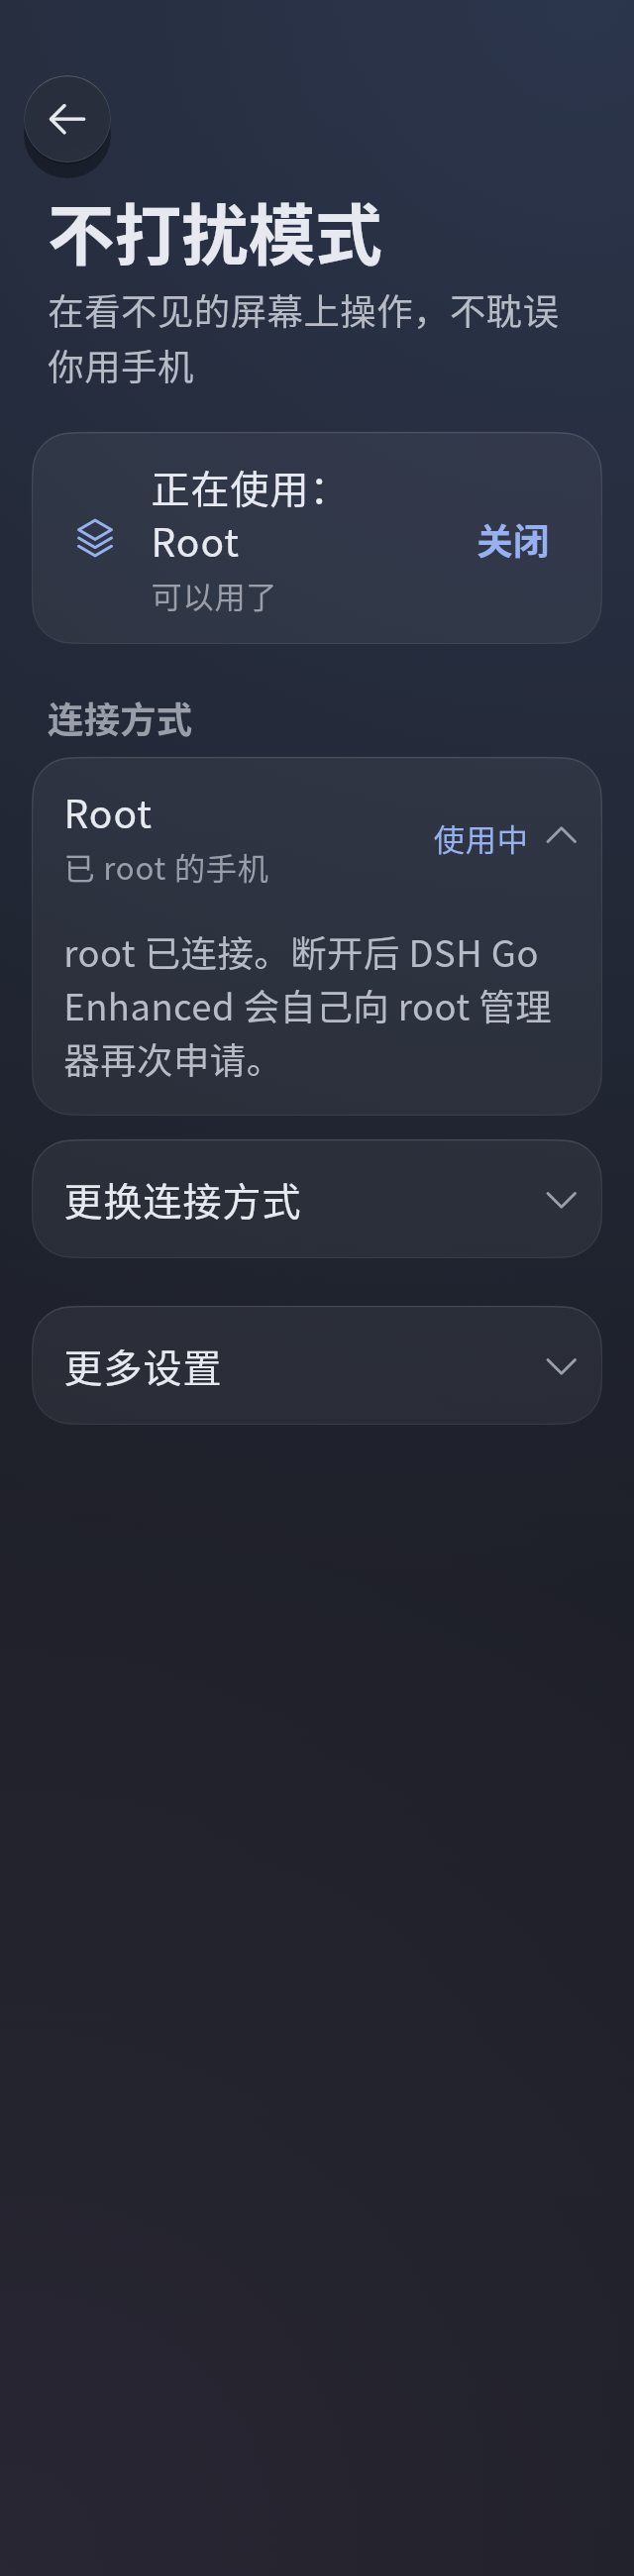 不打扰模式
在看不见的屏幕上操作，不耽误
你用手机
正在使用：
Root
可以用了
关闭
连接方式
Root
已 root 的手机
使用中
root 已连接。断开后 DSH Go
Enhanced 会自己向 root 管理
器再次申请。
更换连接方式
更多设置